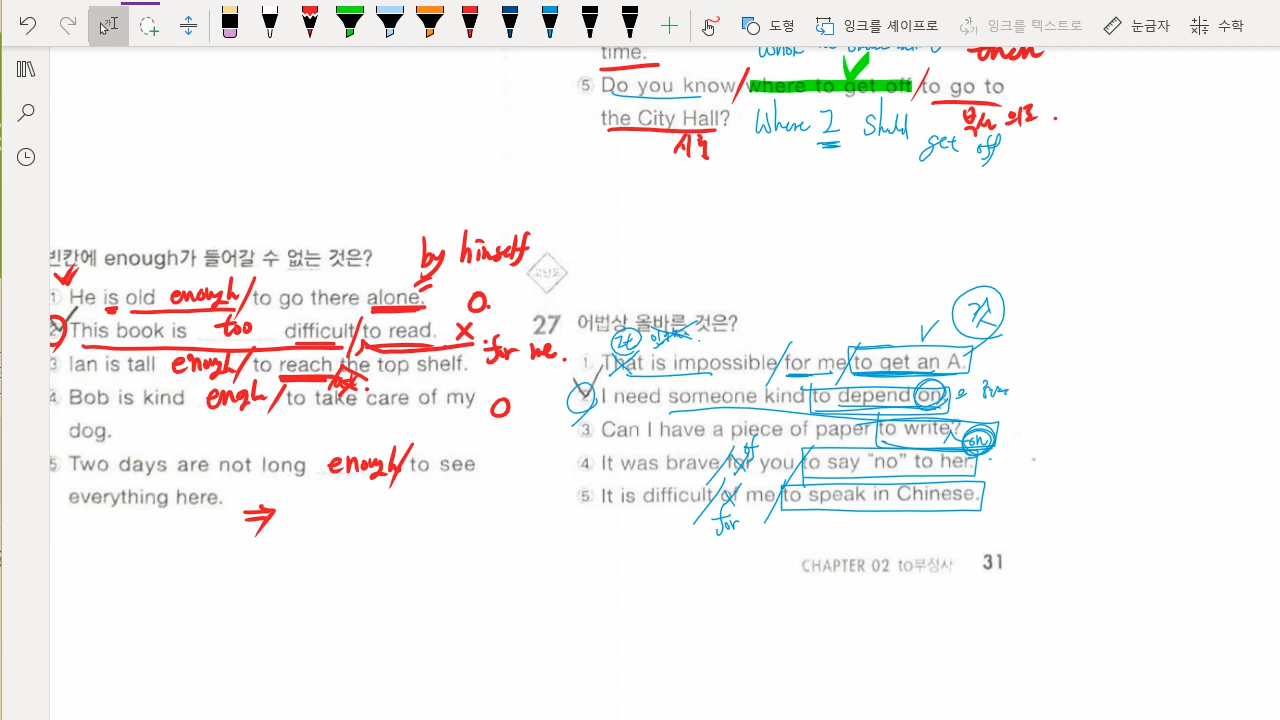 도형
잉크를 셰이프로
잉크를 텍스트로
눈금자
수학
time.
then
⑤ Do you know / where to get off / to go to
the City Hall?
Where I should
get off
부사 의도.
시청
빈칸에 enough가 들어갈 수 없는 것은?
by himself
① He is old enough / to go there alone. O.
② This book is too difficult / to read. X
for me.
③ Ian is tall enough / to reach the top shelf.
④ Bob is kind enough / to take care of my O
dog.
⑤ Two days are not long enough / to see
everything here.
⇒
고난도
27 어법상 올바른 것은?
It
① That is impossible / for me / to get an A.
② I need someone kind to depend on.
③ Can I have a piece of paper to write?
on
④ It was brave for you to say "no" to her.
of
⑤ It is difficult of me to speak in Chinese.
for
CHAPTER 02 to부정사 31